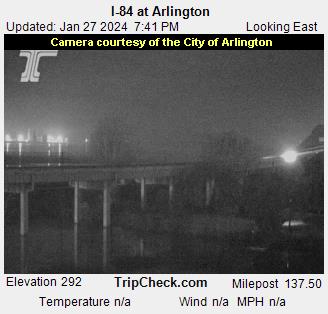 I-84 at Arlington
Updated: Jan 27 2024 7:41 PM Looking East
Camera courtesy of the City of Arlington
Elevation 292 TripCheck.com Milepost 137.50
Temperature n/a Wind n/a MPH n/a